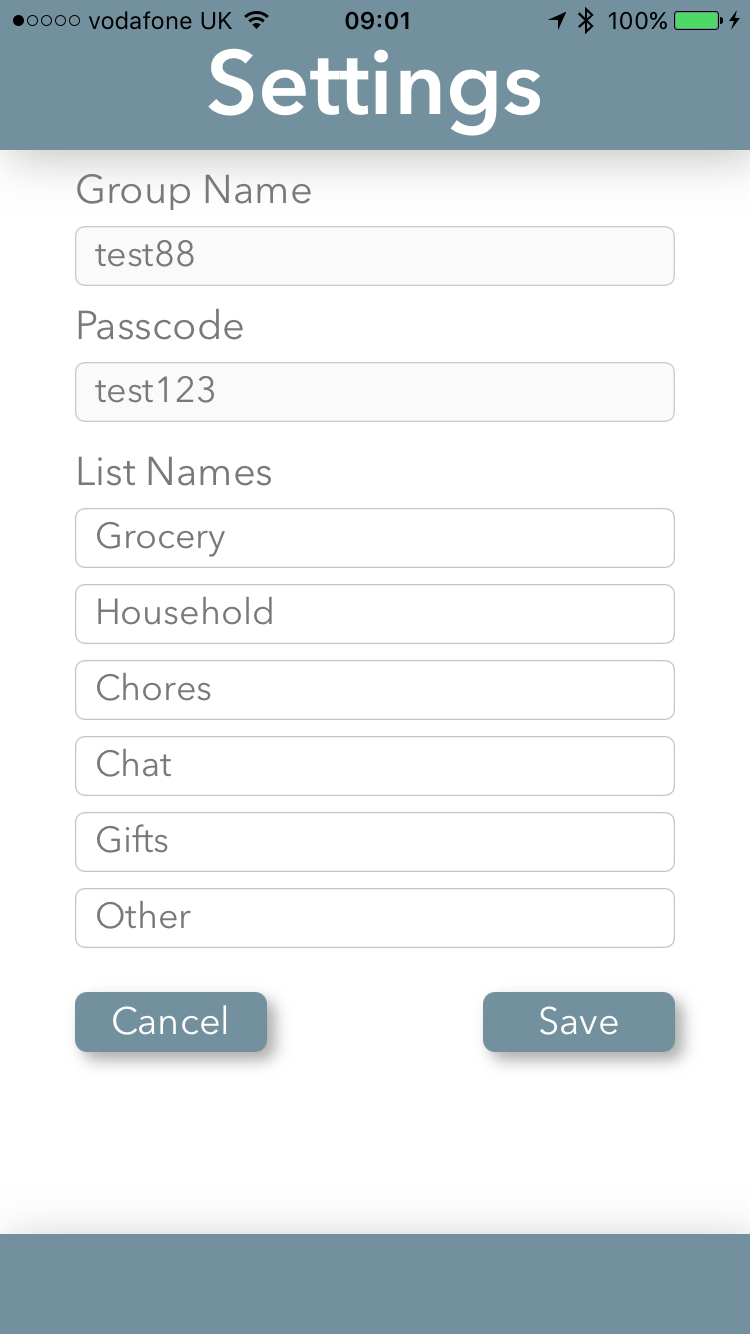 vodafone UK 09:01 100%
Settings
Group Name
test88
Passcode
test123
List Names
Grocery
Household
Chores
Chat
Gifts
Other
Cancel Save